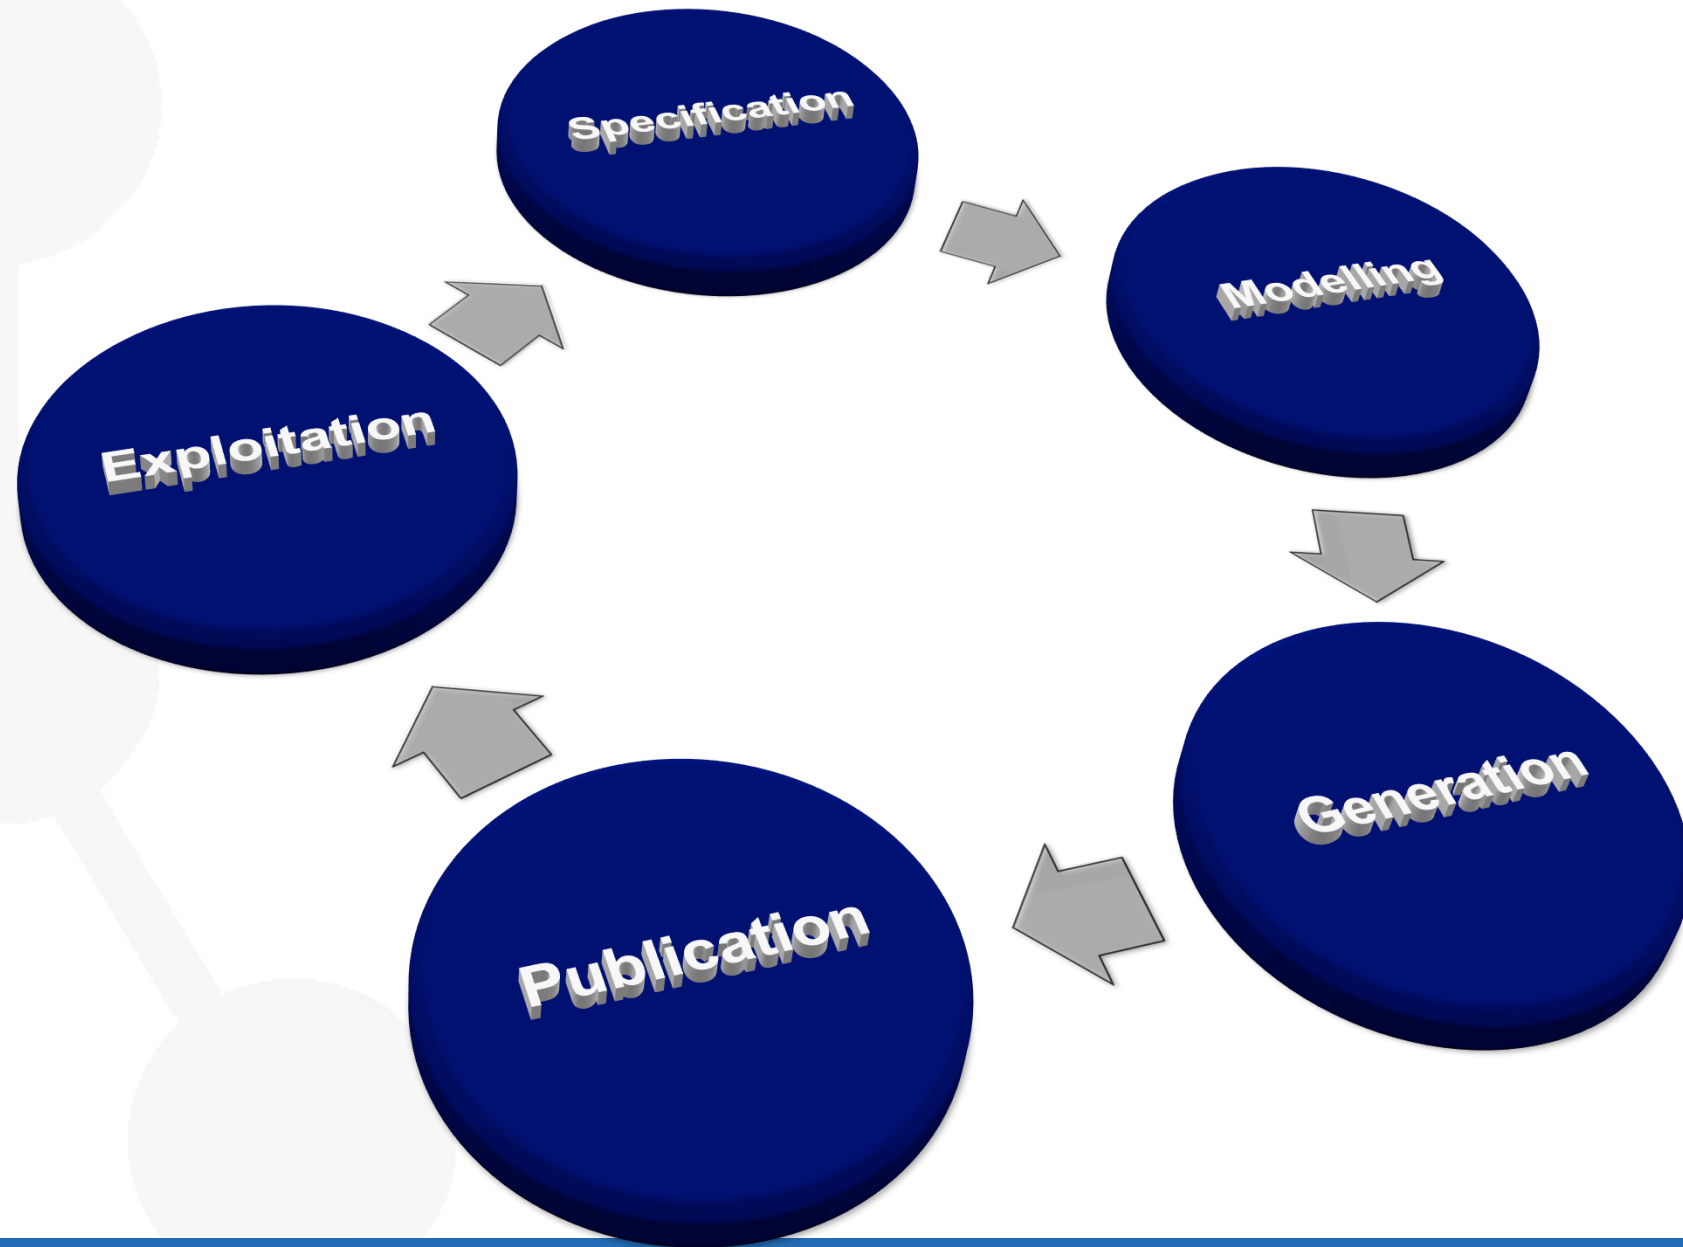 Specification
Modelling
Generation
Publication
Exploitation